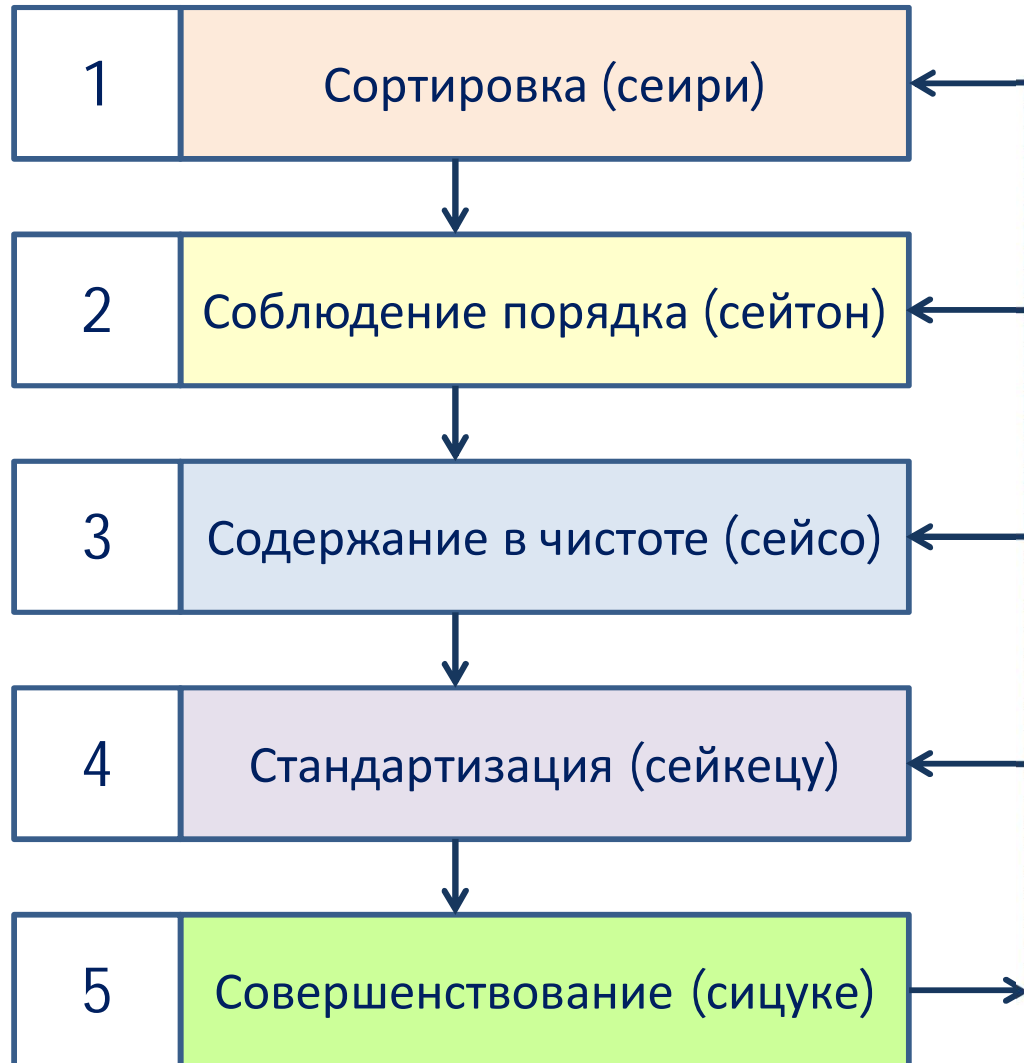 1 Сортировка (сеири)
2 Соблюдение порядка (сейтон)
3 Содержание в чистоте (сейсо)
4 Стандартизация (сейкецу)
5 Совершенствование (сицуке)